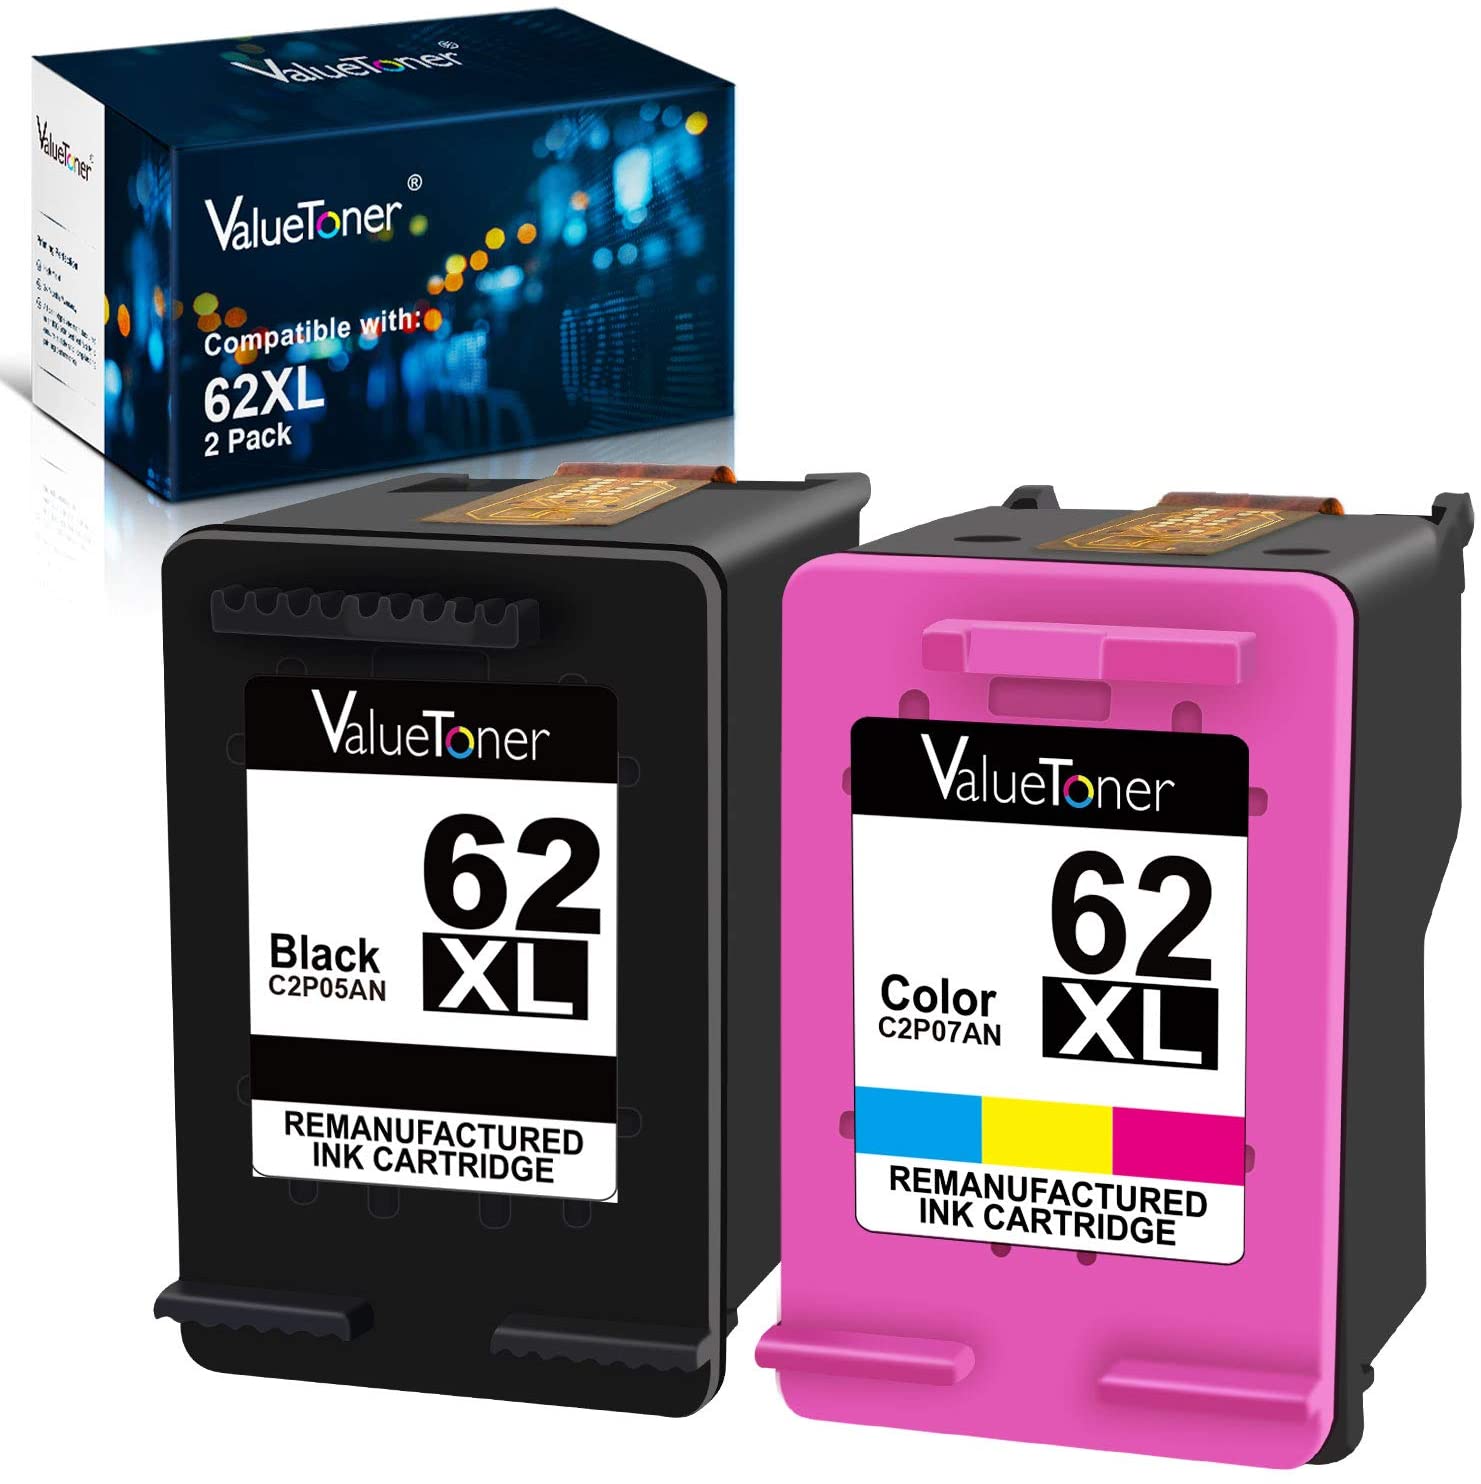 ValueToner®
ValueToner
ValueToner®
Compatible with:
62XL
2 Pack
ValueToner
62
XL
Black
C2P05AN
REMANUFACTURED
INK CARTRIDGE
ValueToner
62
XL
Color
C2P07AN
REMANUFACTURED
INK CARTRIDGE